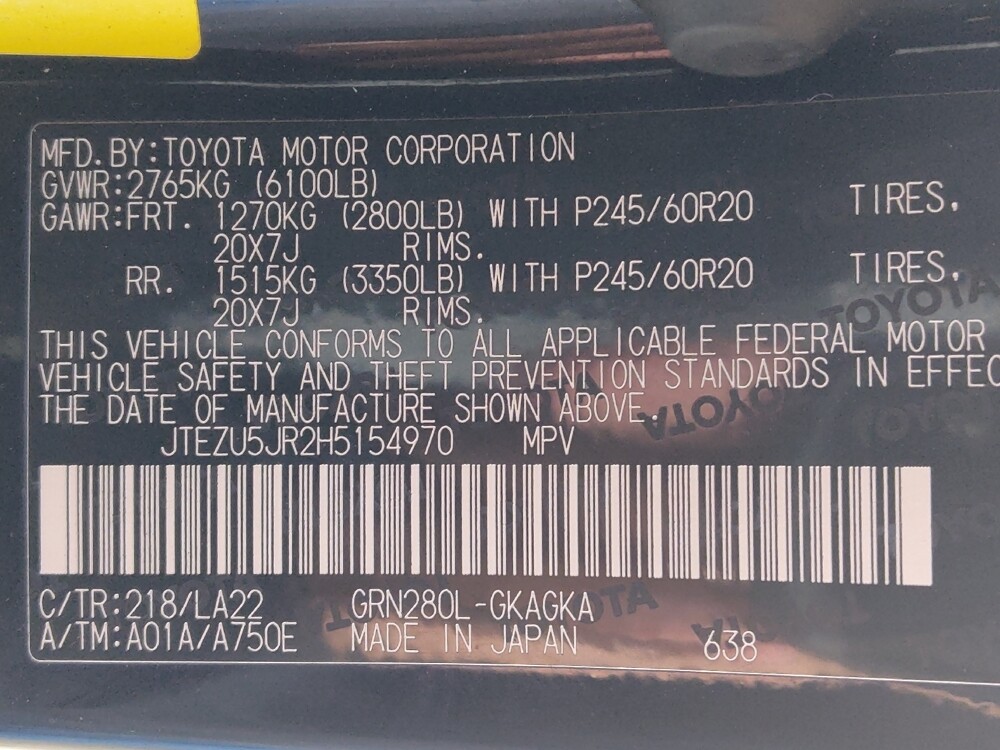 MFD.BY:TOYOTA MOTOR CORPORATION
GVWR:2765KG (6100LB)
GAWR:FRT. 1270KG (2800LB) WITH P245/60R20 TIRES,
20X7J RIMS.
RR. 1515KG (3350LB) WITH P245/60R20 TIRES,
20X7J RIMS.
THIS VEHICLE CONFORMS TO ALL APPLICABLE FEDERAL MOTOR
VEHICLE SAFETY AND THEFT PREVENTION STANDARDS IN EFFEC
THE DATE OF MANUFACTURE SHOWN ABOVE.
JTEZU5JR2H5154970 MPV
C/TR:218/LA22 GRN280L-GKAGKA
A/TM:A01A/A750E MADE IN JAPAN 638
TOYOTA
TOYOTA